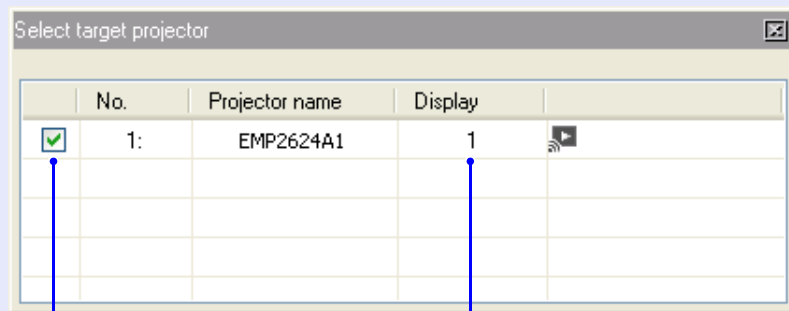 Select target projector
No. Projector name Display
1: EMP2624A1 1